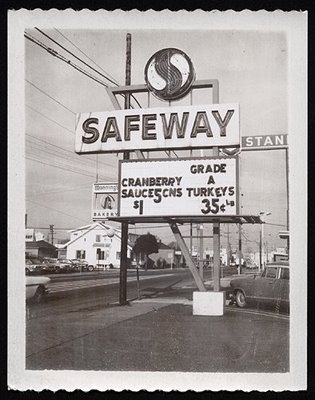 S
SAFEWAY
STAN
CRANBERRY
SAUCE 5 CNS
$1
GRADE
A
TURKEYS
35¢ LB
BAKERY